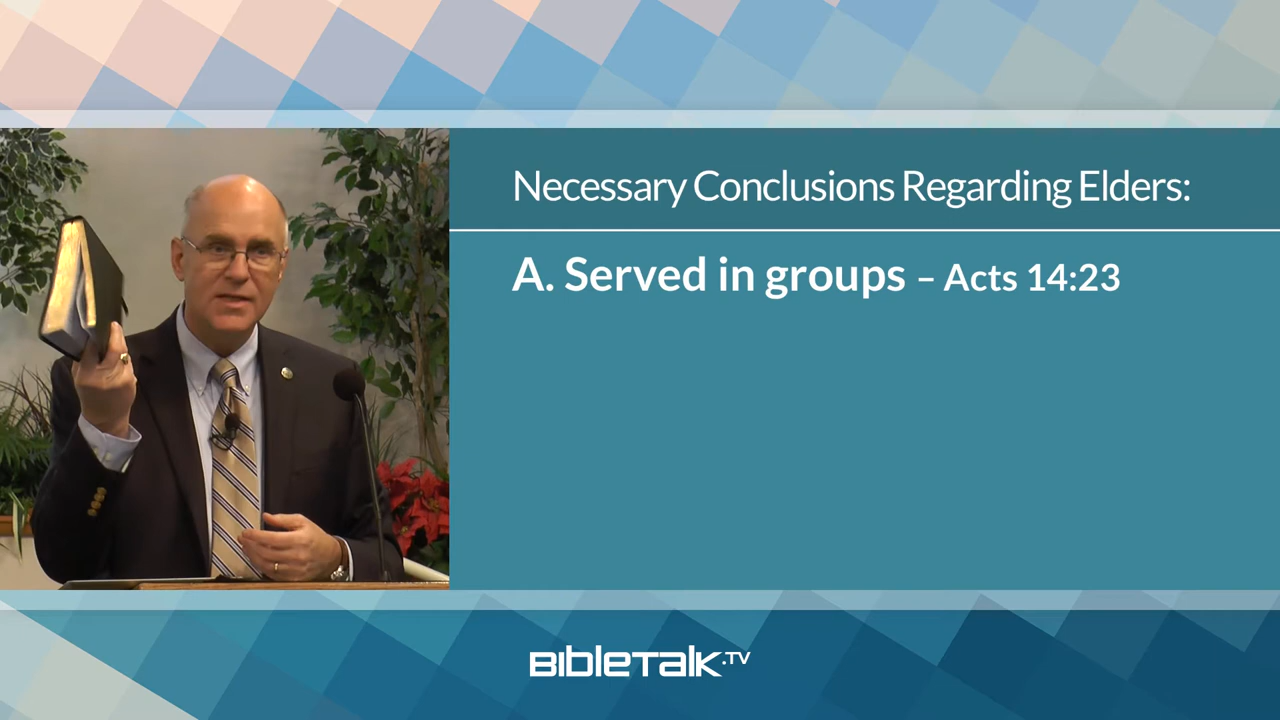 Necessary Conclusions Regarding Elders:
A. Served in groups – Acts 14:23
BIBLETALK.TV